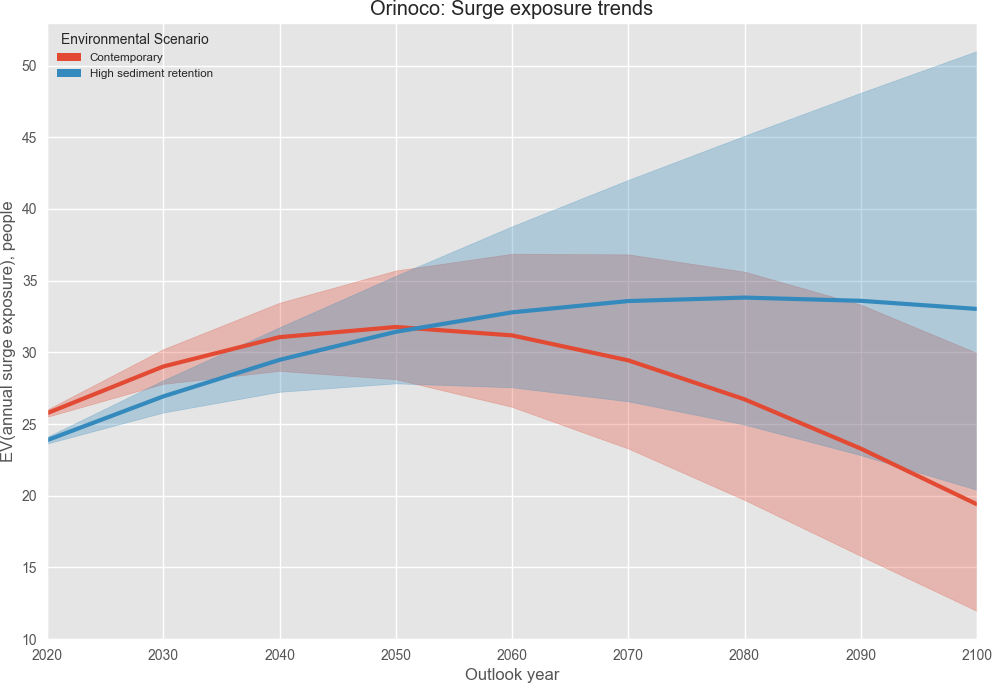 Orinoco: Surge exposure trends
Environmental Scenario
Contemporary
High sediment retention
EV(annual surge exposure), people
50
45
40
35
30
25
20
15
10
2020 2030 2040 2050 2060 2070 2080 2090 2100
Outlook year